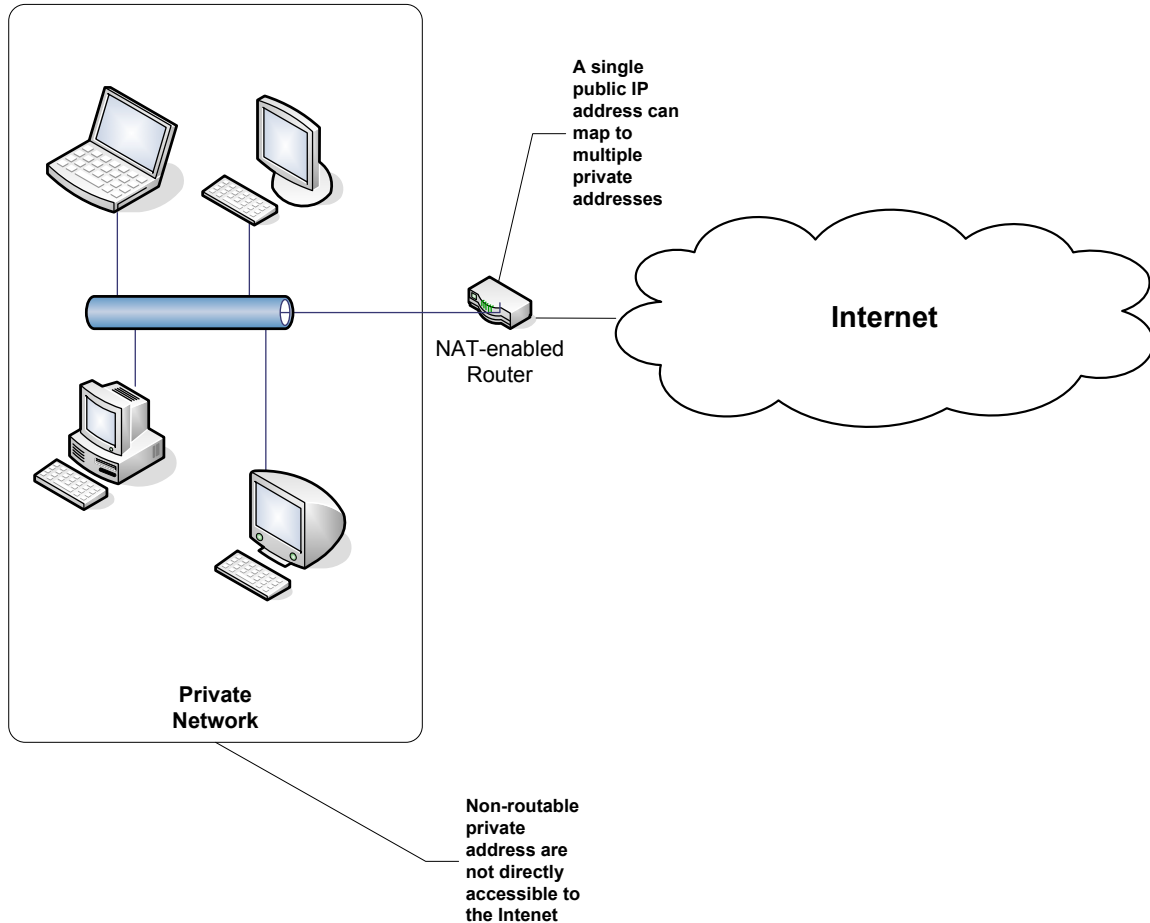 A single
public IP
address can
map to
multiple
private
addresses
Internet
NAT-enabled
Router
Private
Network
Non-routable
private
address are
not directly
accessible to
the Intenet